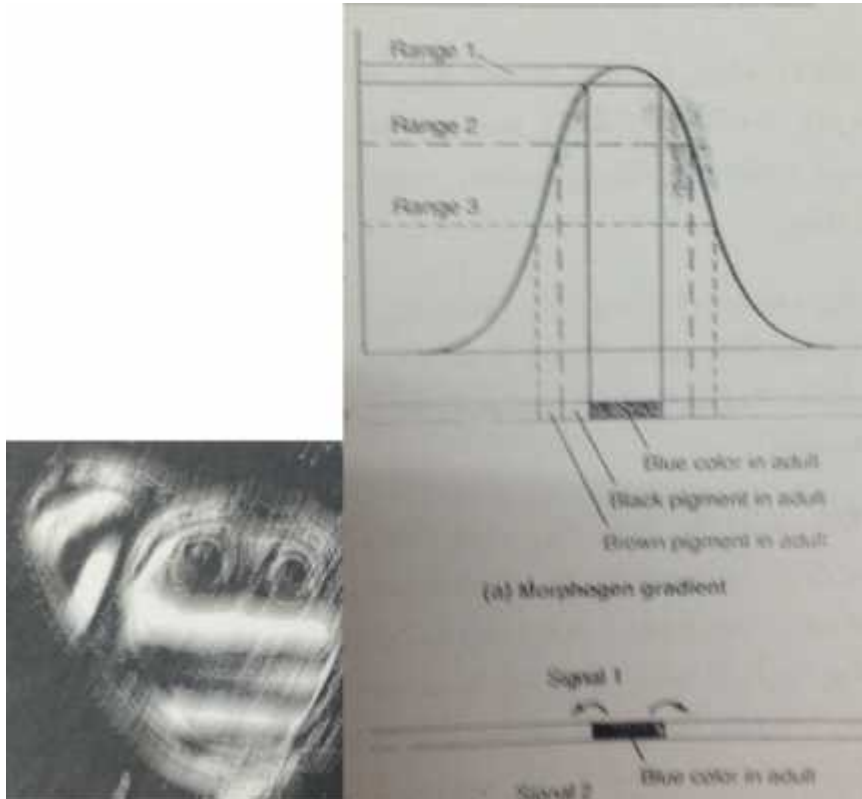 Range 1
Range 2
Range 3
Blue color in adult
Black pigment in adult
Brown pigment in adult
(a) Morphogen gradient
Signal 1
Blue color in adult
Signal 2